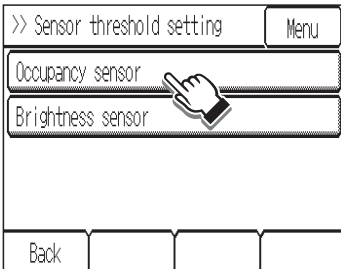 >> Sensor threshold setting
Menu
Occupancy sensor
Brightness sensor
Back